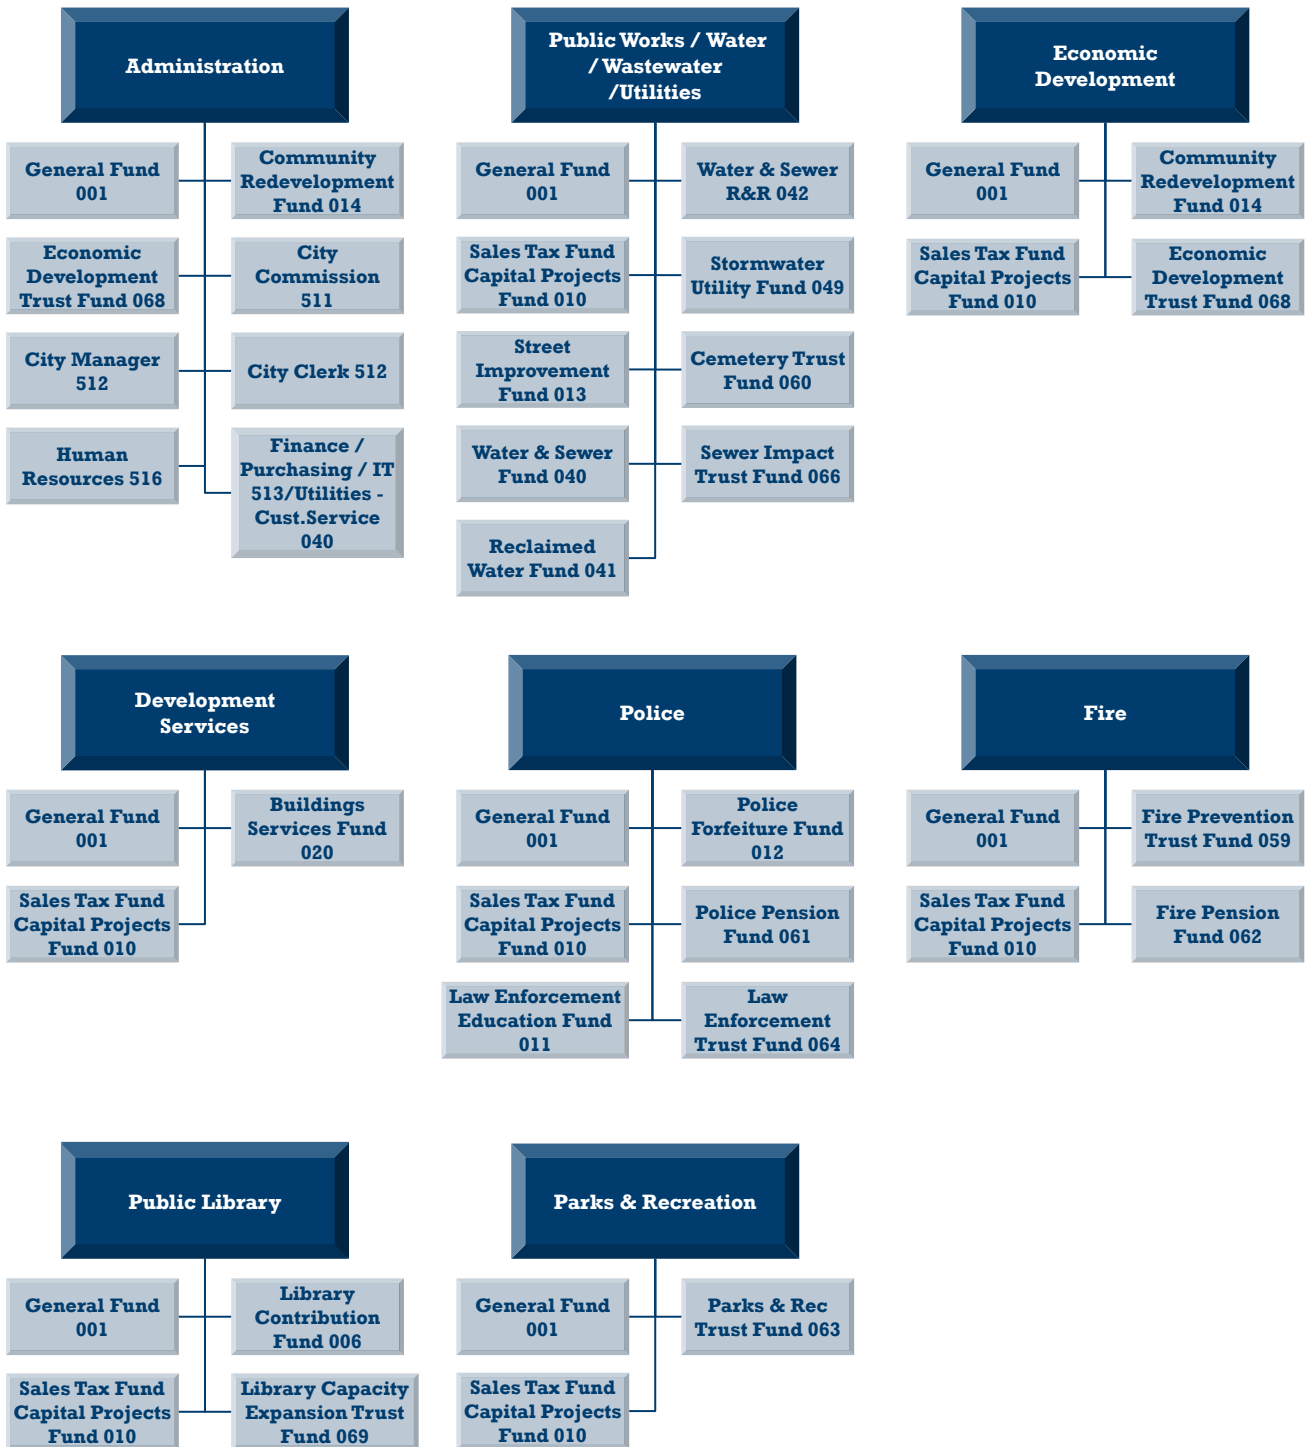 Administration
General Fund
001
Community
Redevelopment
Fund 014
Economic
Development
Trust Fund 068
City
Commission
511
City Manager
512
City Clerk 512
Human
Resources 516
Finance /
Purchasing / IT
513/Utilities -
Cust.Service
040
Public Works / Water
/ Wastewater
/Utilities
General Fund
001
Water & Sewer
R&R 042
Sales Tax Fund
Capital Projects
Fund 010
Stormwater
Utility Fund 049
Street
Improvement
Fund 013
Cemetery Trust
Fund 060
Water & Sewer
Fund 040
Sewer Impact
Trust Fund 066
Reclaimed
Water Fund 041
Economic
Development
General Fund
001
Community
Redevelopment
Fund 014
Sales Tax Fund
Capital Projects
Fund 010
Economic
Development
Trust Fund 068
Development
Services
General Fund
001
Buildings
Services Fund
020
Sales Tax Fund
Capital Projects
Fund 010
Police
General Fund
001
Police
Forfeiture Fund
012
Sales Tax Fund
Capital Projects
Fund 010
Police Pension
Fund 061
Law Enforcement
Education Fund
011
Law
Enforcement
Trust Fund 064
Fire
General Fund
001
Fire Prevention
Trust Fund 059
Sales Tax Fund
Capital Projects
Fund 010
Fire Pension
Fund 062
Public Library
General Fund
001
Library
Contribution
Fund 006
Sales Tax Fund
Capital Projects
Fund 010
Library Capacity
Expansion Trust
Fund 069
Parks & Recreation
General Fund
001
Parks & Rec
Trust Fund 063
Sales Tax Fund
Capital Projects
Fund 010